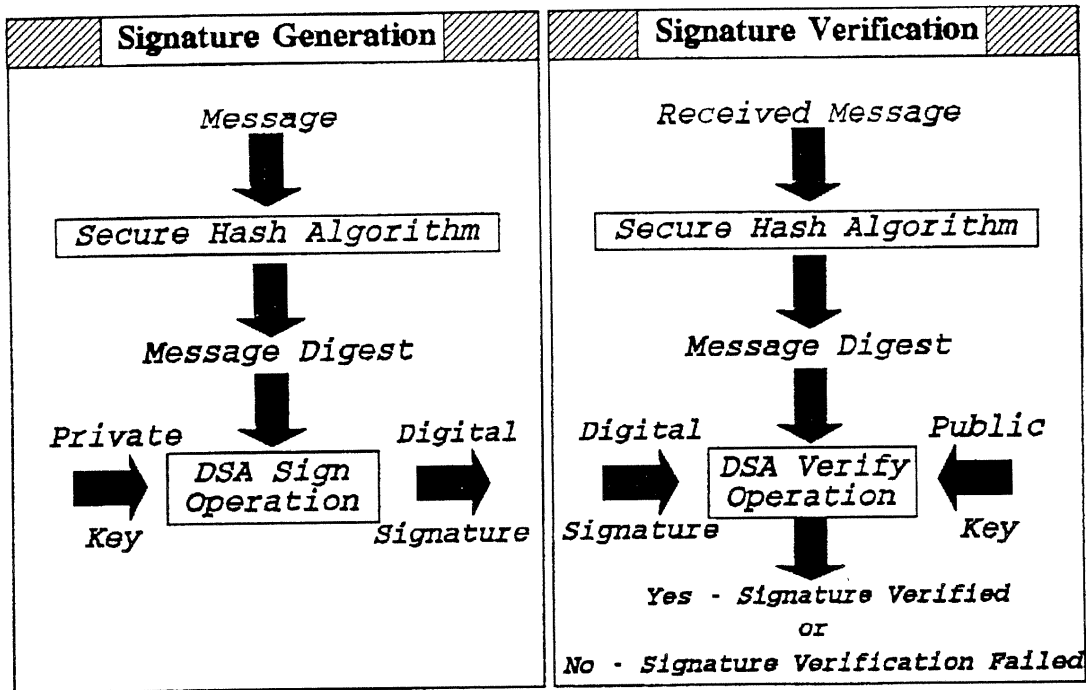 Signature Generation
Message
Secure Hash Algorithm
Message Digest
Private
Key
DSA Sign
Operation
Digital
Signature
Signature Verification
Received Message
Secure Hash Algorithm
Message Digest
Digital
Signature
DSA Verify
Operation
Public
Key
Yes - Signature Verified
or
No - Signature Verification Failed